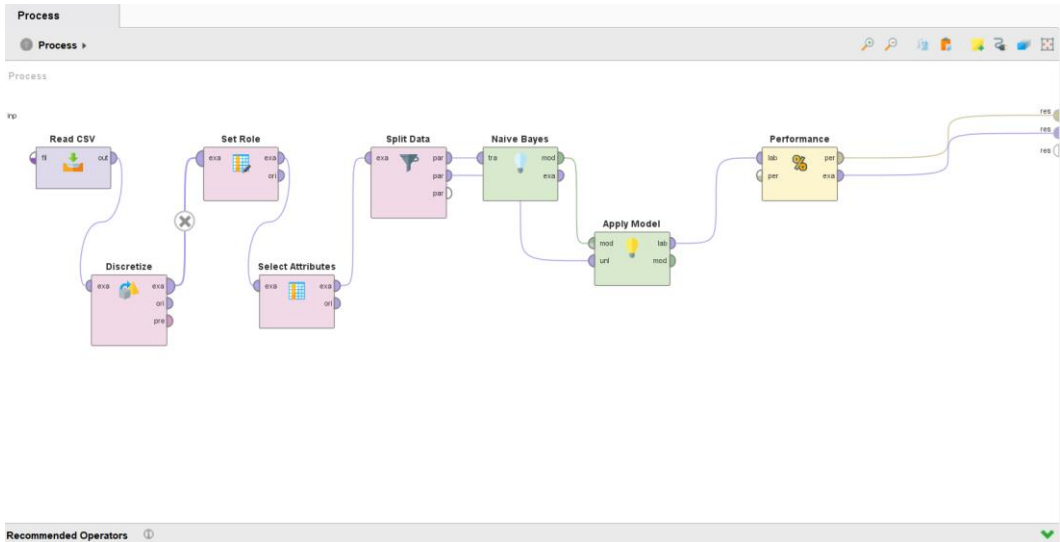 Process
Process
Process
inp
res
res
res
Read CSV
fil
out
Set Role
exa
exa
ori
Split Data
exa
par
par
par
Naive Bayes
tra
mod
exa
Performance
lab
per
per
exa
Apply Model
mod
lab
unl
mod
Discretize
exa
exa
ori
pre
Select Attributes
exa
exa
ori
Recommended Operators